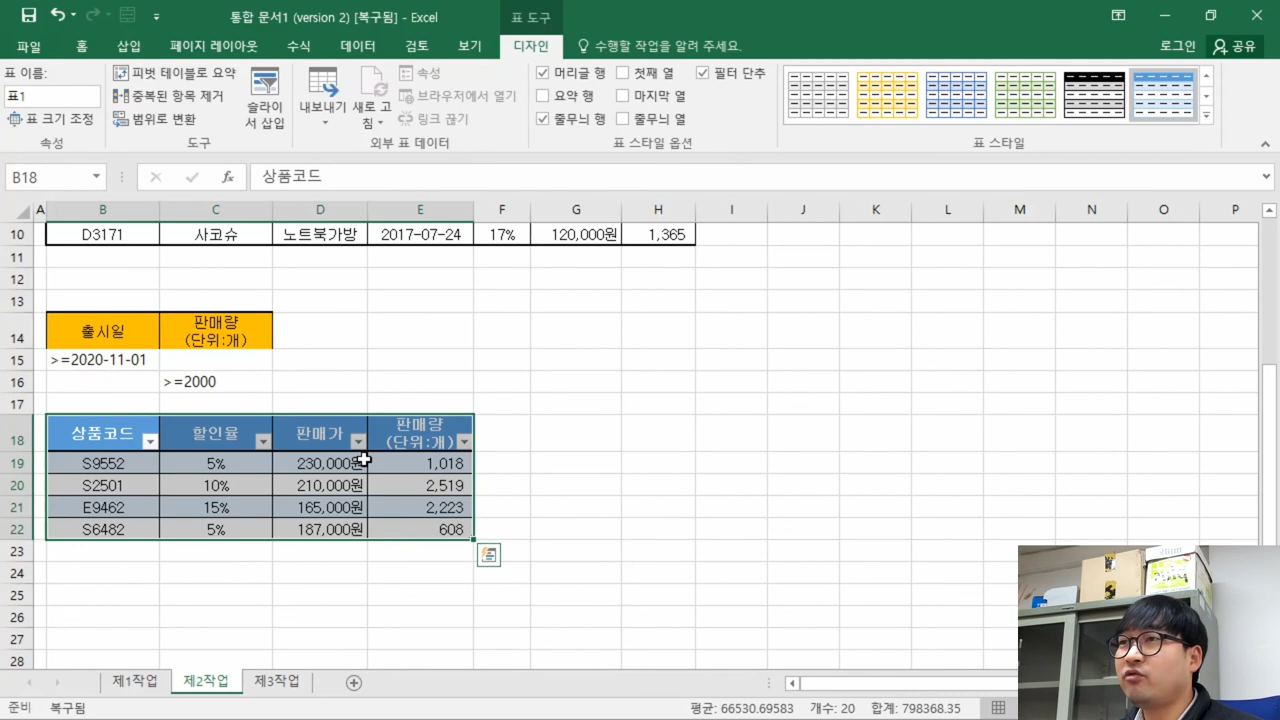 통합 문서1 (version 2) [복구됨] - Excel
표 도구
파일 홈 삽입 페이지 레이아웃 수식 데이터 검토 보기 디자인 수행할 작업을 알려 주세요. 로그인 공유
표 이름:
표1
표 크기 조정
속성
피벗 테이블로 요약
중복된 항목 제거
범위로 변환
슬라이
서 삽입
도구
내보내기
새로 고
침
속성
브라우저에서 열기
링크 끊기
외부 표 데이터
머리글 행 첫째 열 필터 단추
요약 행 마지막 열
줄무늬 행 줄무늬 열
표 스타일 옵션
표 스타일
B18 fx 상품코드
A B C D E F G H I J K L M N O P
10 D3171 사코슈 노트북가방 2017-07-24 17% 120,000원 1,365
11
12
13
14 출시일 판매량
(단위:개)
15 >=2020-11-01
16 >=2000
17
18 상품코드 할인율 판매가 판매량
(단위:개)
19 S9552 5% 230,000원 1,018
20 S2501 10% 210,000원 2,519
21 E9462 15% 165,000원 2,223
22 S6482 5% 187,000원 608
23
24
25
26
27
28
제1작업 제2작업 제3작업
준비 복구됨 평균: 66530.69583 개수: 20 합계: 798368.35